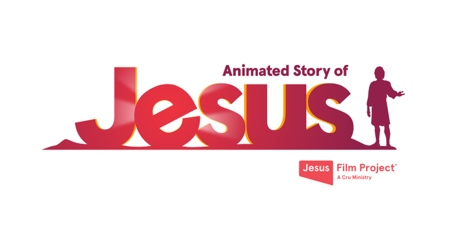 Animated Story of
Jesus
Jesus Film Project®
A Cru Ministry